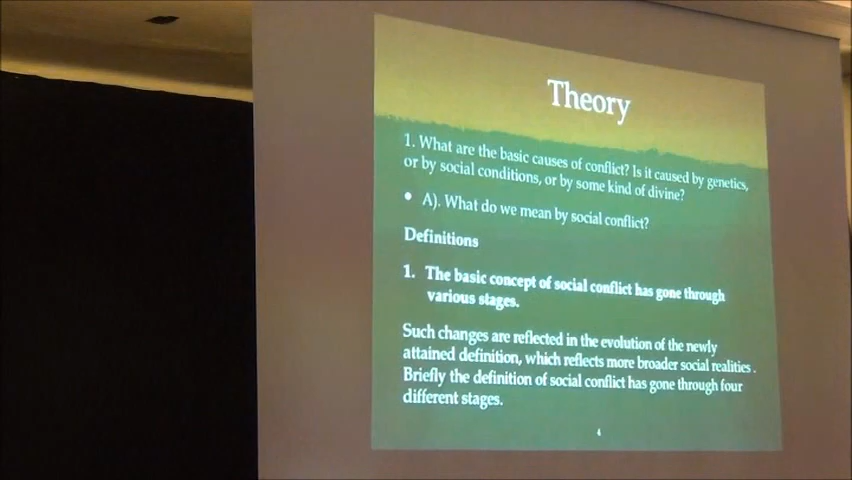 Theory
1. What are the basic causes of conflict? Is it caused by genetics,
or by social conditions, or by some kind of divine?
• A). What do we mean by social conflict?
Definitions
1. The basic concept of social conflict has gone through
various stages.
Such changes are reflected in the evolution of the newly
attained definition, which reflects more broader social realities .
Briefly the definition of social conflict has gone through four
different stages.
4